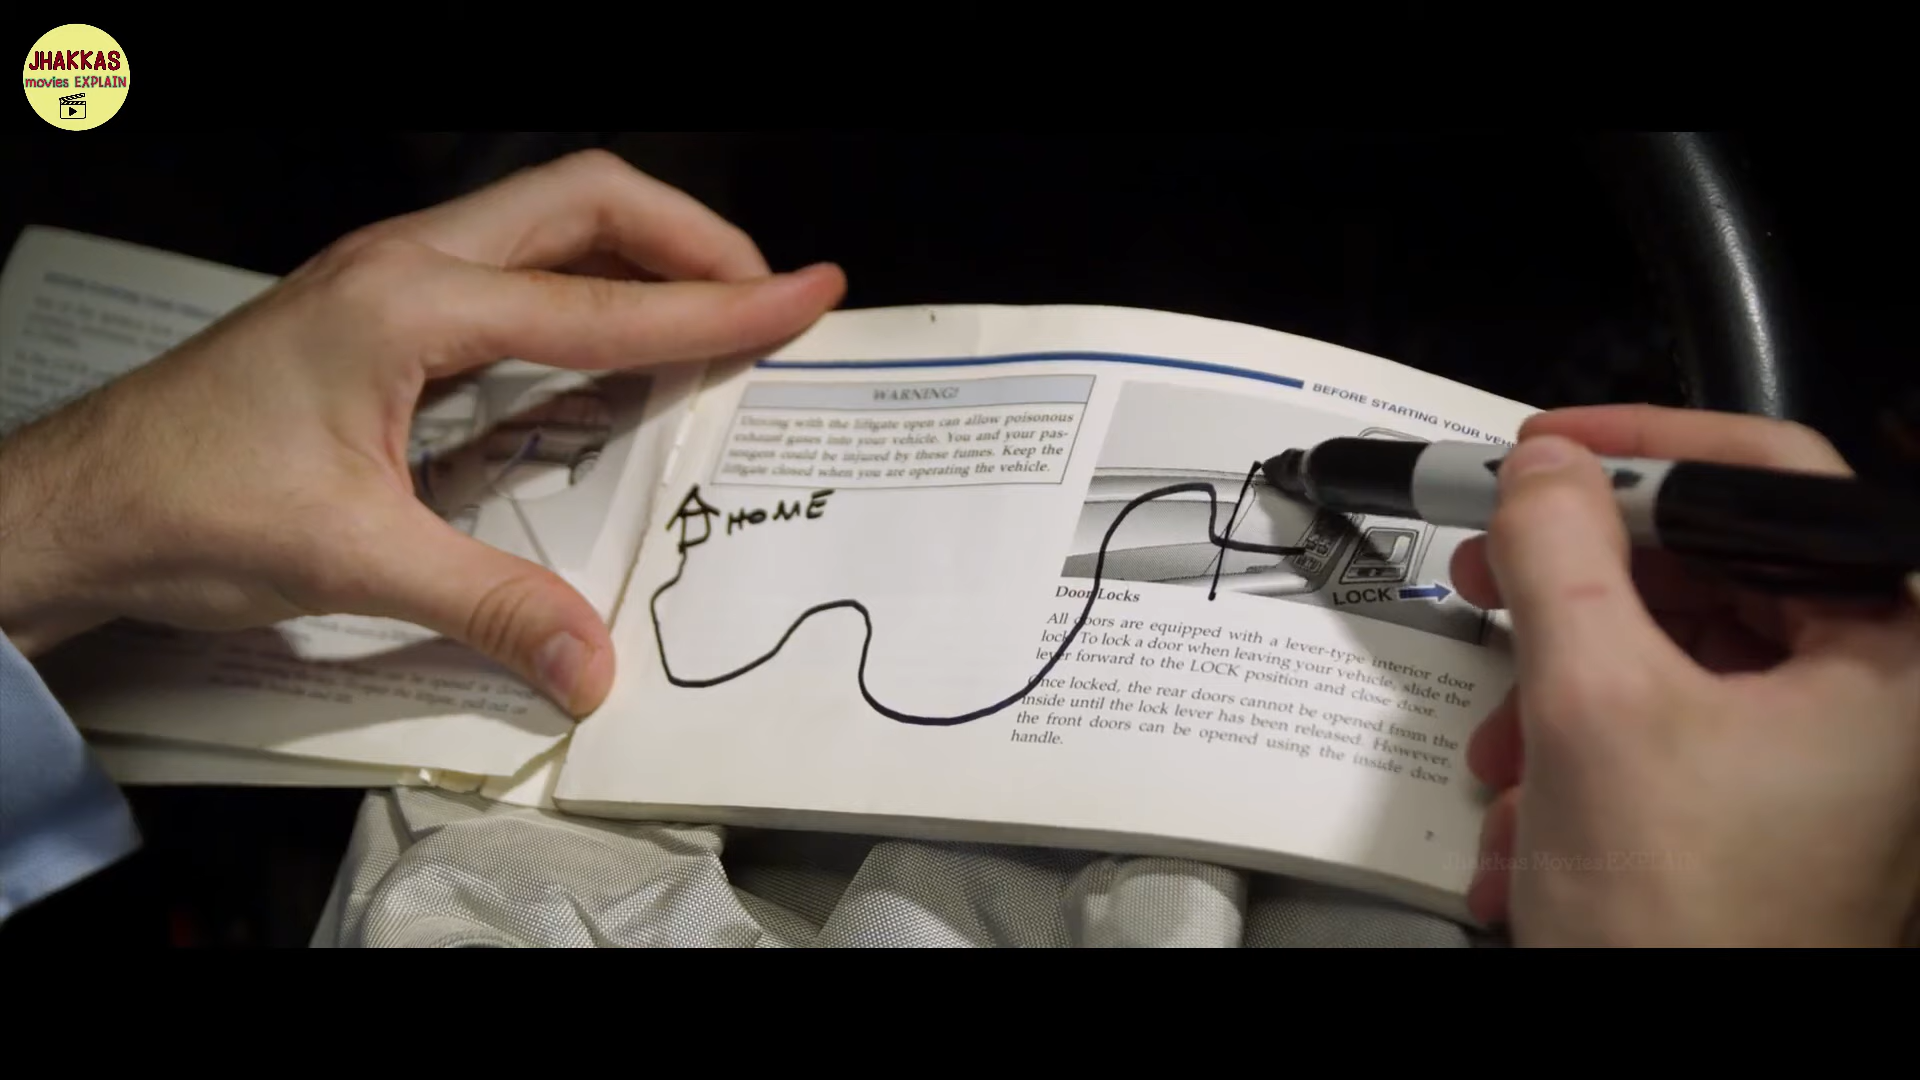 JHAKKAS
movies EXPLAIN
BEFORE STARTING YOUR
WARNING!
Driving with the liftgate open can allow poisonous
exhaust gases into your vehicle. You and your pas-
sengers could be injured by these fumes. Keep the
liftgate closed when you are operating the vehicle.
HOME
LOCK
Door Locks
All doors are equipped with a lever-type interior door
lock. To lock a door when leaving your vehicle, slide the
lever forward to the LOCK position and close door.
Once locked, the rear doors cannot be opened from the
inside until the lock lever has been released. However,
the front doors can be opened using the inside door
handle.
7
Jhakkas Movies EXPLAIN